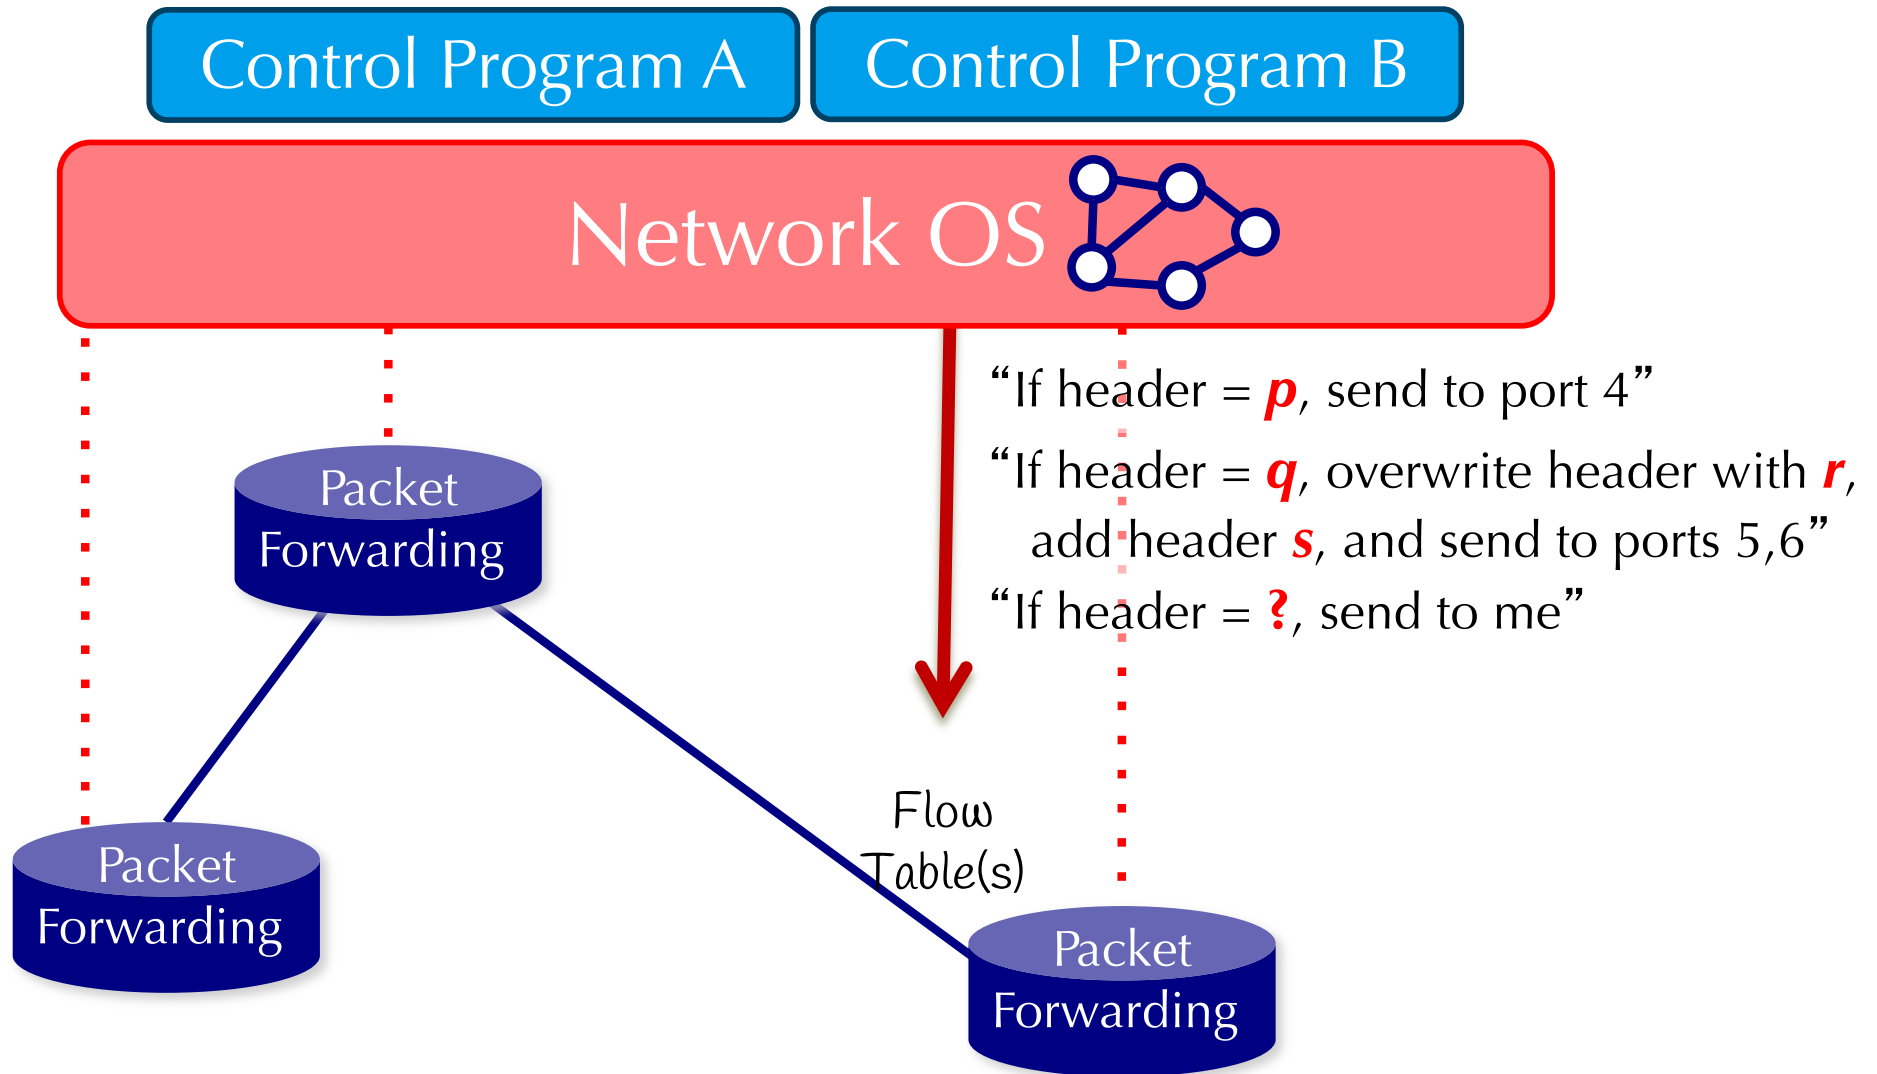 Control Program A
Control Program B
Network OS
“If header = p, send to port 4”
“If header = q, overwrite header with r,
add header s, and send to ports 5,6”
“If header = ?, send to me”
Packet
Forwarding
Flow
Table(s)
Packet
Forwarding
Packet
Forwarding